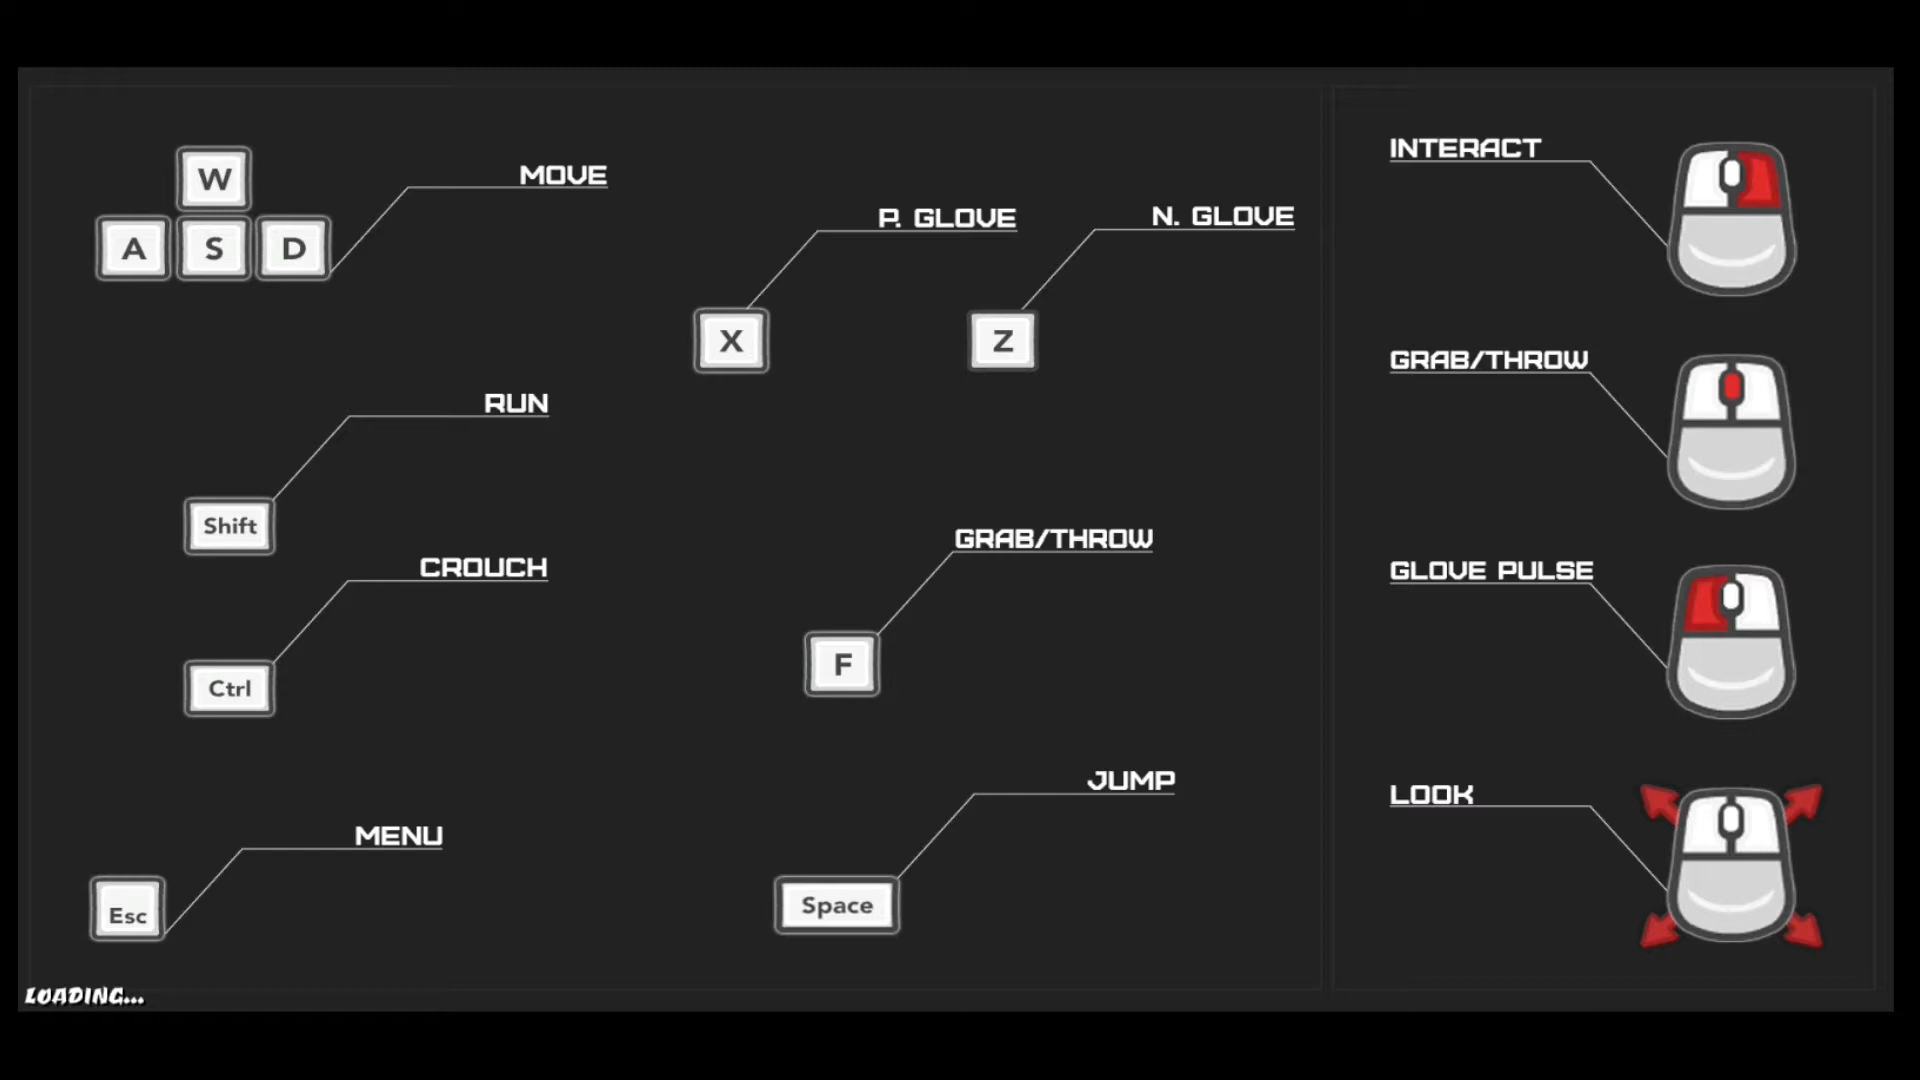 W
A S D
MOVE
P. GLOVE
N. GLOVE
X
Z
RUN
Shift
CROUCH
Ctrl
GRAB/THROW
F
MENU
Esc
JUMP
Space
INTERACT
GRAB/THROW
GLOVE PULSE
LOOK
LOADING...